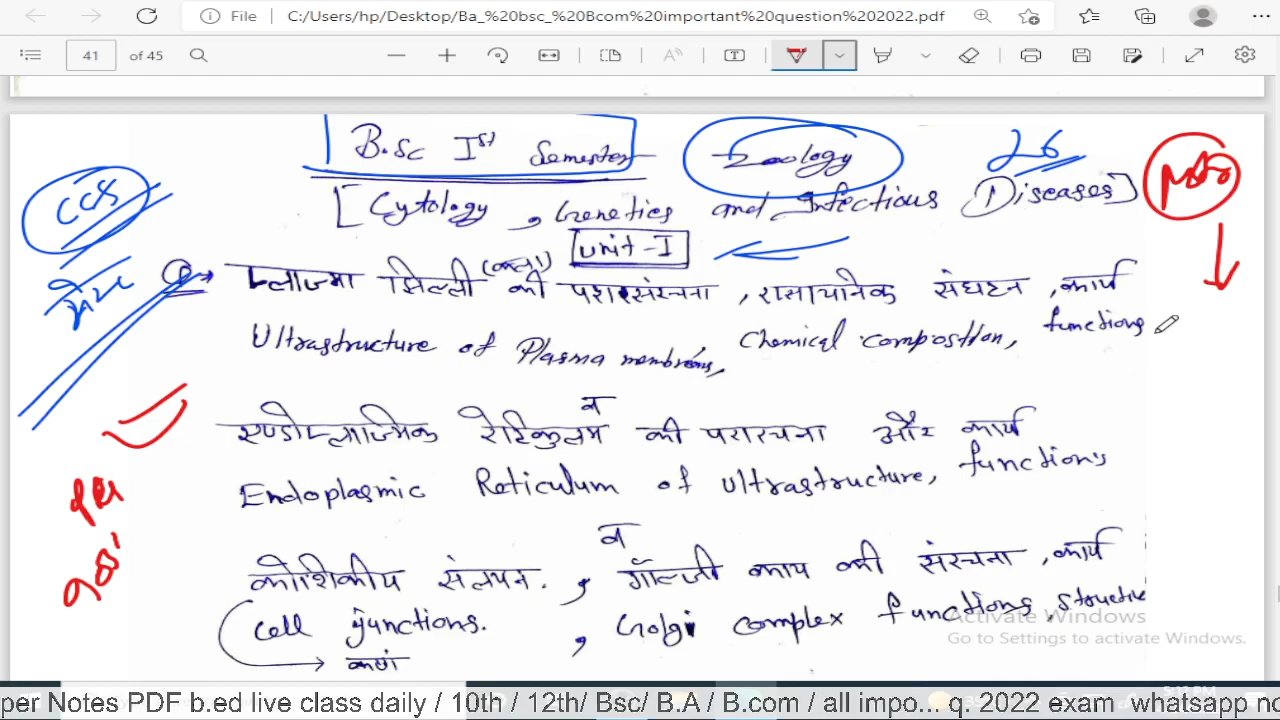 File | C:/Users/hp/Desktop/Ba_%20bsc_%20Bcom%20important%20question%202022.pdf
41 of 45
B.Sc Ist Semester Zoology 26
[Cytology, Genetics and Infectious Diseases]
CCS
Unit-I
प्लाज्मा झिल्ली (कला) की परासंरचना, रासायनिक संघटन, कार्य
Ultrastructure of Plasma membrane, Chemical composition, functions
एण्डोप्लाज्मिक रेटिकुलम व की परारचना और कार्य
Endoplasmic Reticulum of Ultrastructure, functions
कोशिकीय संलपन. , व गॉल्जी काय की संरचना, कार्य
Cell junctions. , Golgi complex functions, structure
Activate Windows
Go to Settings to activate Windows.
per Notes PDF b.ed live class daily / 10th / 12th/ Bsc/ B.A / B.com / all impo... q. 2022 exam whatsapp no